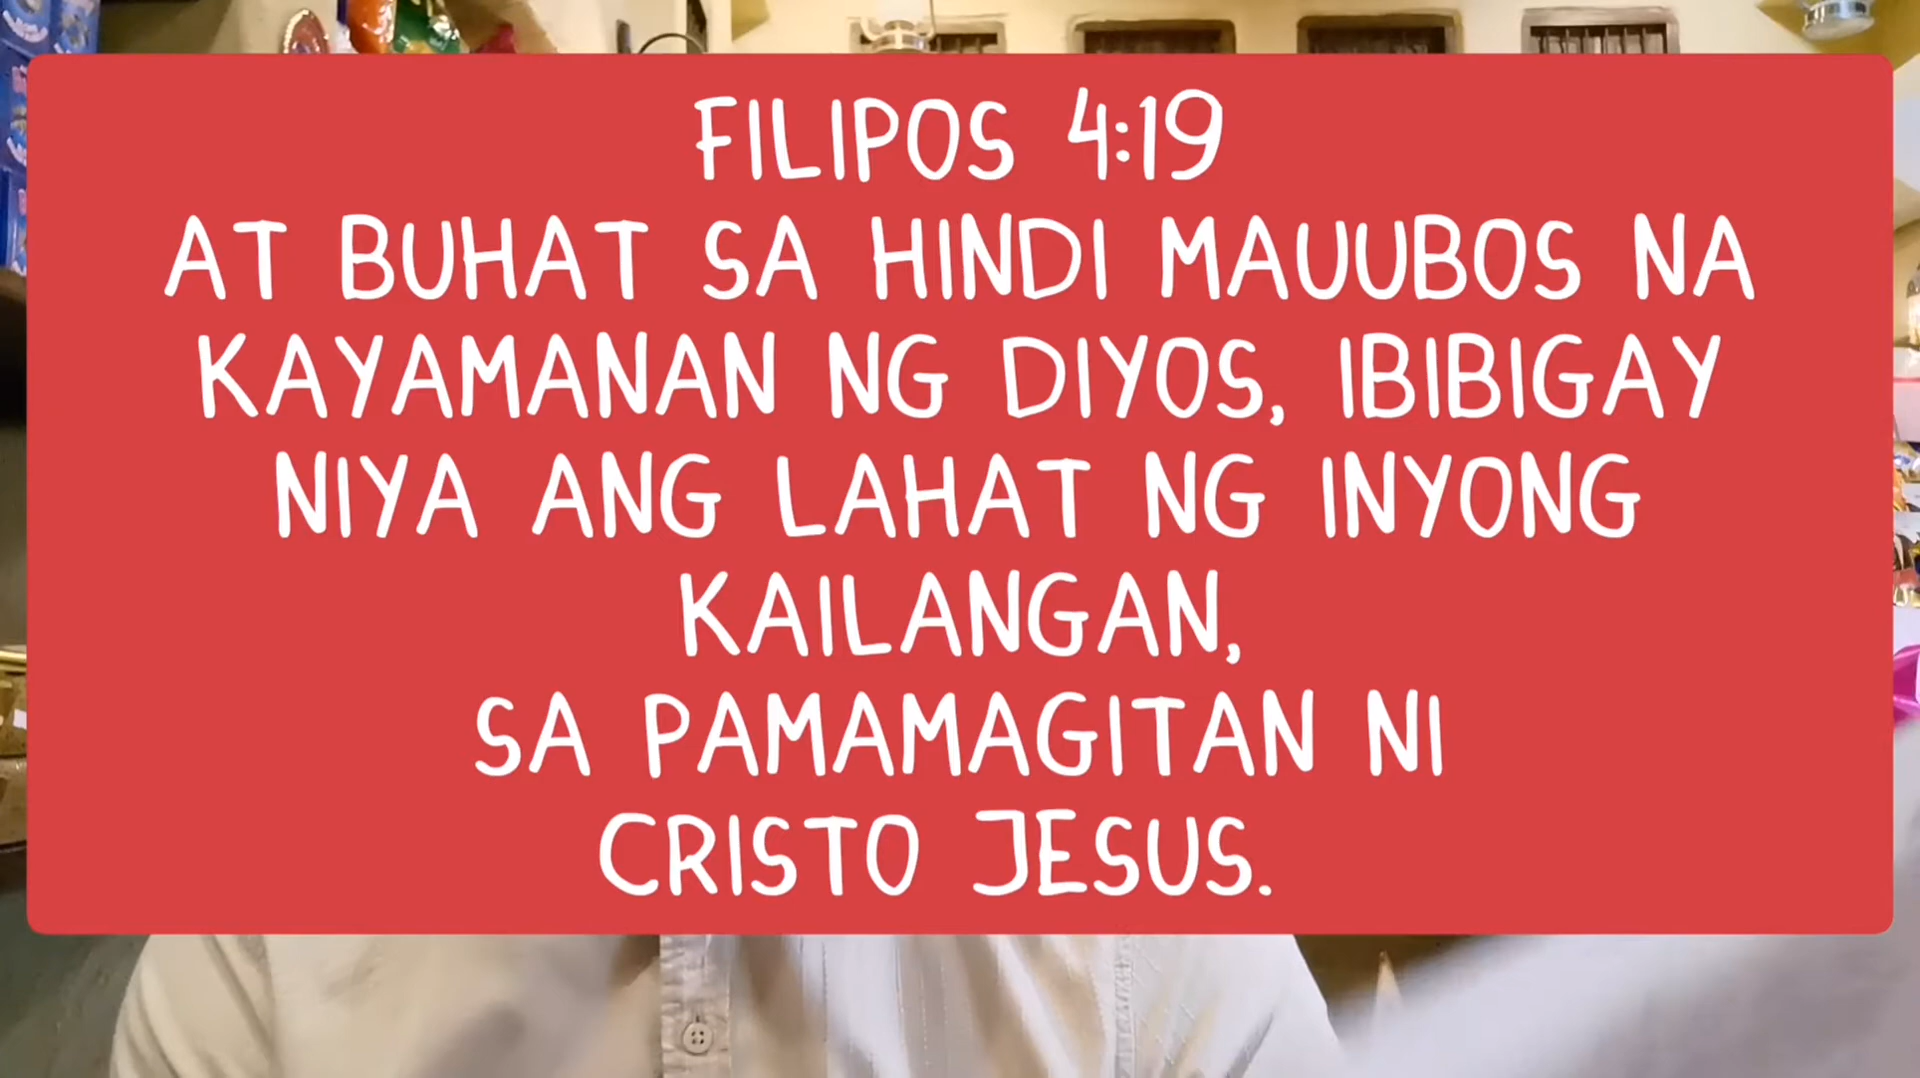 FILIPOS 4:19
AT BUHAT SA HINDI MAUUBOS NA
KAYAMANAN NG DIYOS, IBIBIGAY
NIYA ANG LAHAT NG INYONG
KAILANGAN,
SA PAMAMAGITAN NI
CRISTO JESUS.